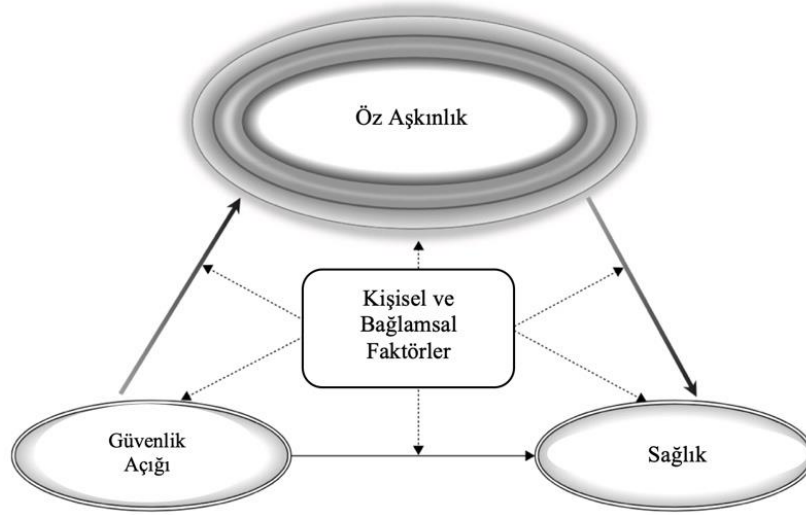 Öz Aşkınlık
Kişisel ve
Bağlamsal
Faktörler
Güvenlik
Açığı
Sağlık